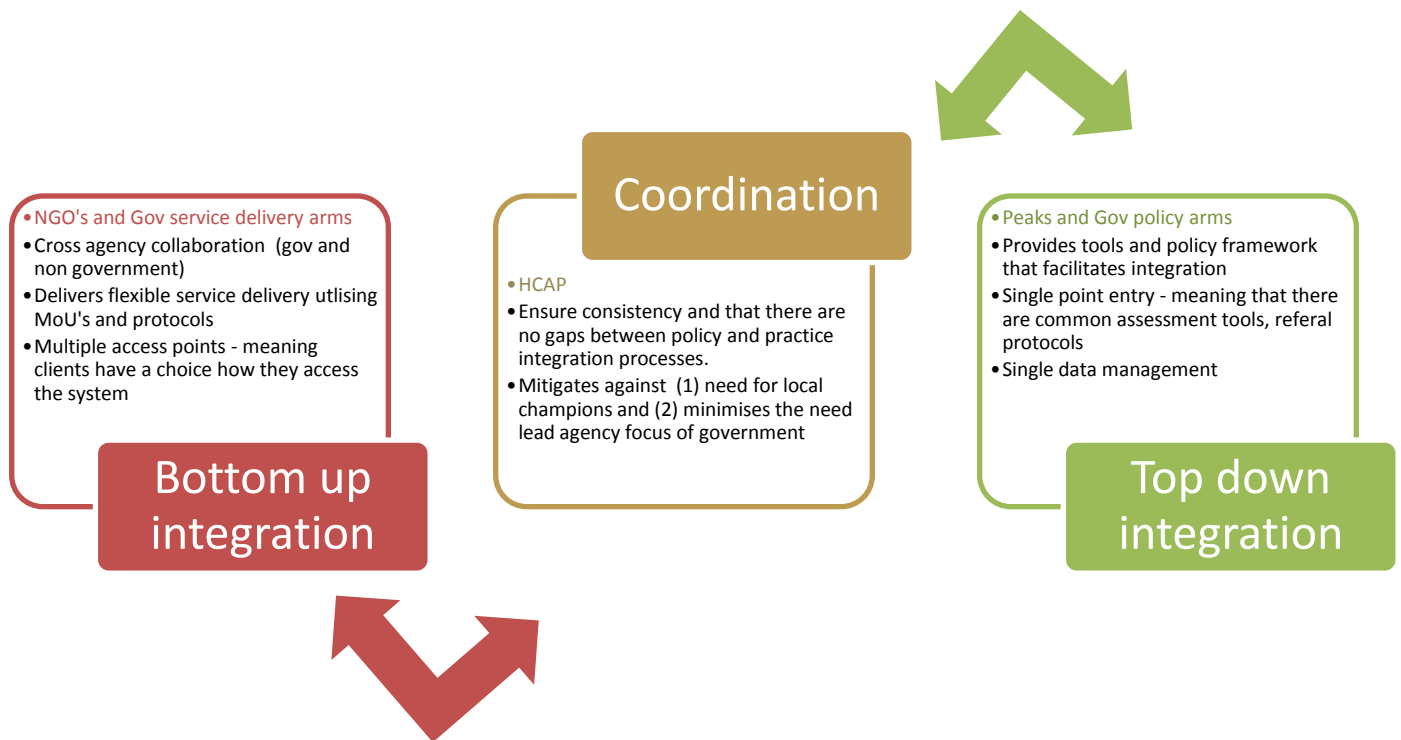 • NGO's and Gov service delivery arms
• Cross agency collaboration (gov and
non government)
• Delivers flexible service delivery utlising
MoU's and protocols
• Multiple access points - meaning
clients have a choice how they access
the system
Bottom up
integration
Coordination
• HCAP
• Ensure consistency and that there are
no gaps between policy and practice
integration processes.
• Mitigates against (1) need for local
champions and (2) minimises the need
lead agency focus of government
• Peaks and Gov policy arms
• Provides tools and policy framework
that facilitates integration
• Single point entry - meaning that there
are common assessment tools, referal
protocols
• Single data management
Top down
integration